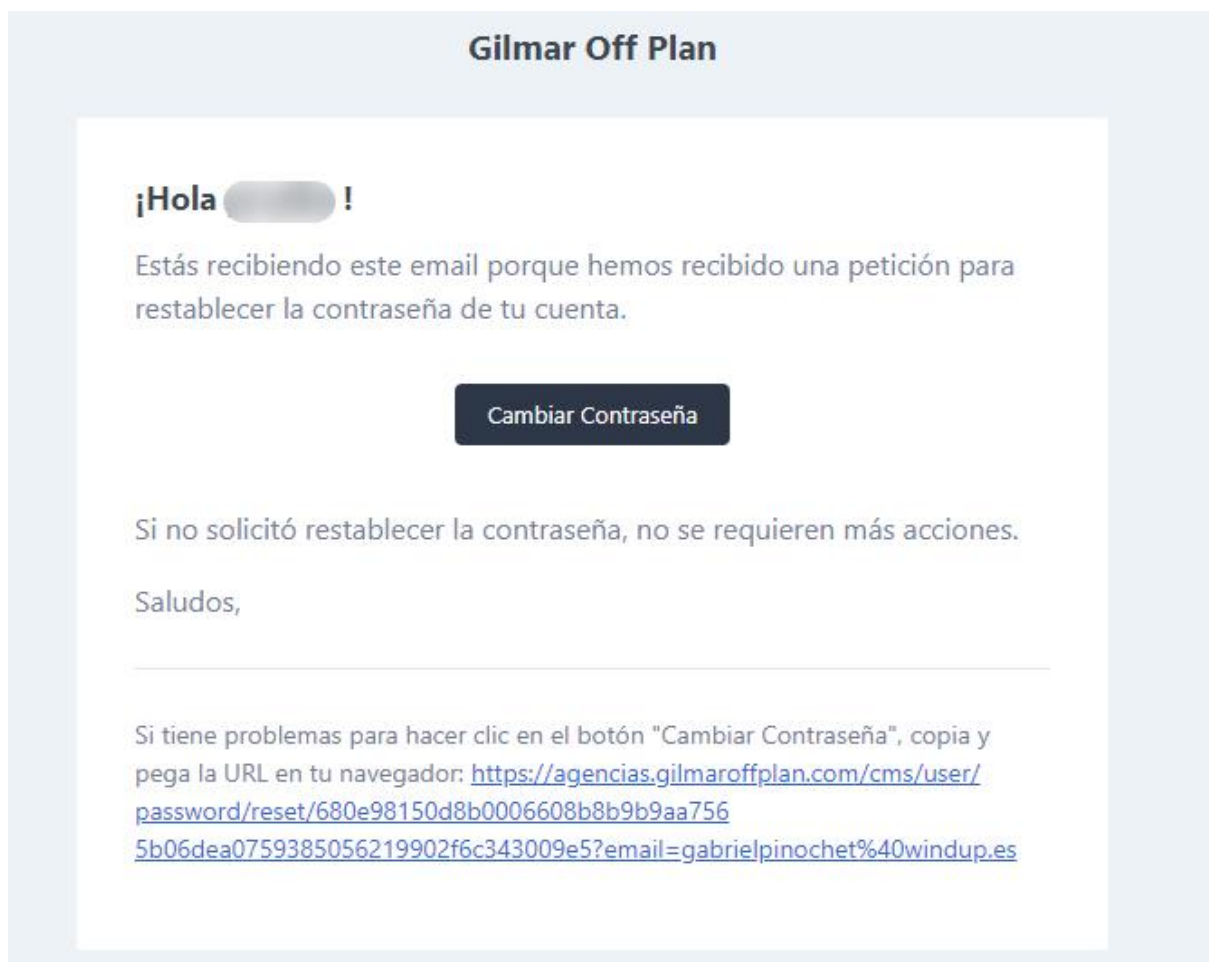 Gilmar Off Plan
¡Hola !
Estás recibiendo este email porque hemos recibido una petición para
restablecer la contraseña de tu cuenta.
Cambiar Contraseña
Si no solicitó restablecer la contraseña, no se requieren más acciones.
Saludos,
Si tiene problemas para hacer clic en el botón "Cambiar Contraseña", copia y
pega la URL en tu navegador: https://agencias.gilmaroffplan.com/cms/user/
password/reset/680e98150d8b0006608b8b9b9aa756
5b06dea0759385056219902f6c343009e5?email=gabrielpinochet%40windup.es